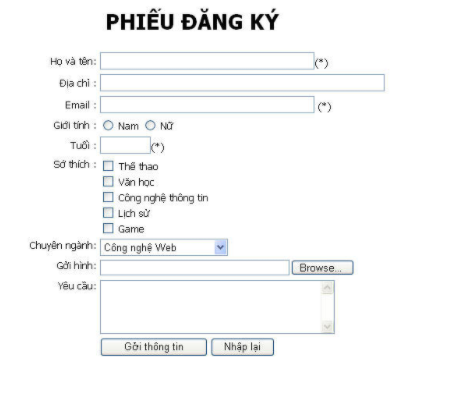 PHIẾU ĐĂNG KÝ
Họ và tên: (*)
Địa chỉ :
Email : (*)
Giới tính : Nam Nữ
Tuổi : (*)
Sở thích : Thể thao
Văn học
Công nghệ thông tin
Lịch sử
Game
Chuyên ngành: Công nghệ Web
Gởi hình: Browse...
Yêu cầu:
Gởi thông tin Nhập lại